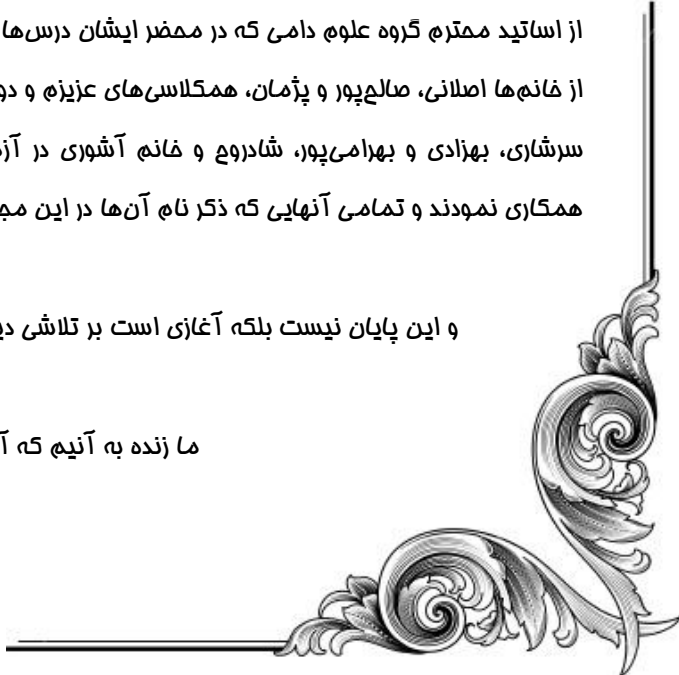 از اساتید محترم گروه علوم دامی که در محضر ایشان درس‌ها
از خانم‌ها اصلانی، صالح‌پور و پژمان، همکلاسی‌های عزیزم و دو
سرشاری، بهزادی و بهرامی‌پور، شادروح و خانم آشوری در آز
همکاری نمودند و تمامی آنهایی که ذکر نام آن‌ها در این مج
و این پایان نیست بلکه آغازی است بر تلاشی دی
ما زنده به آنیم که آ